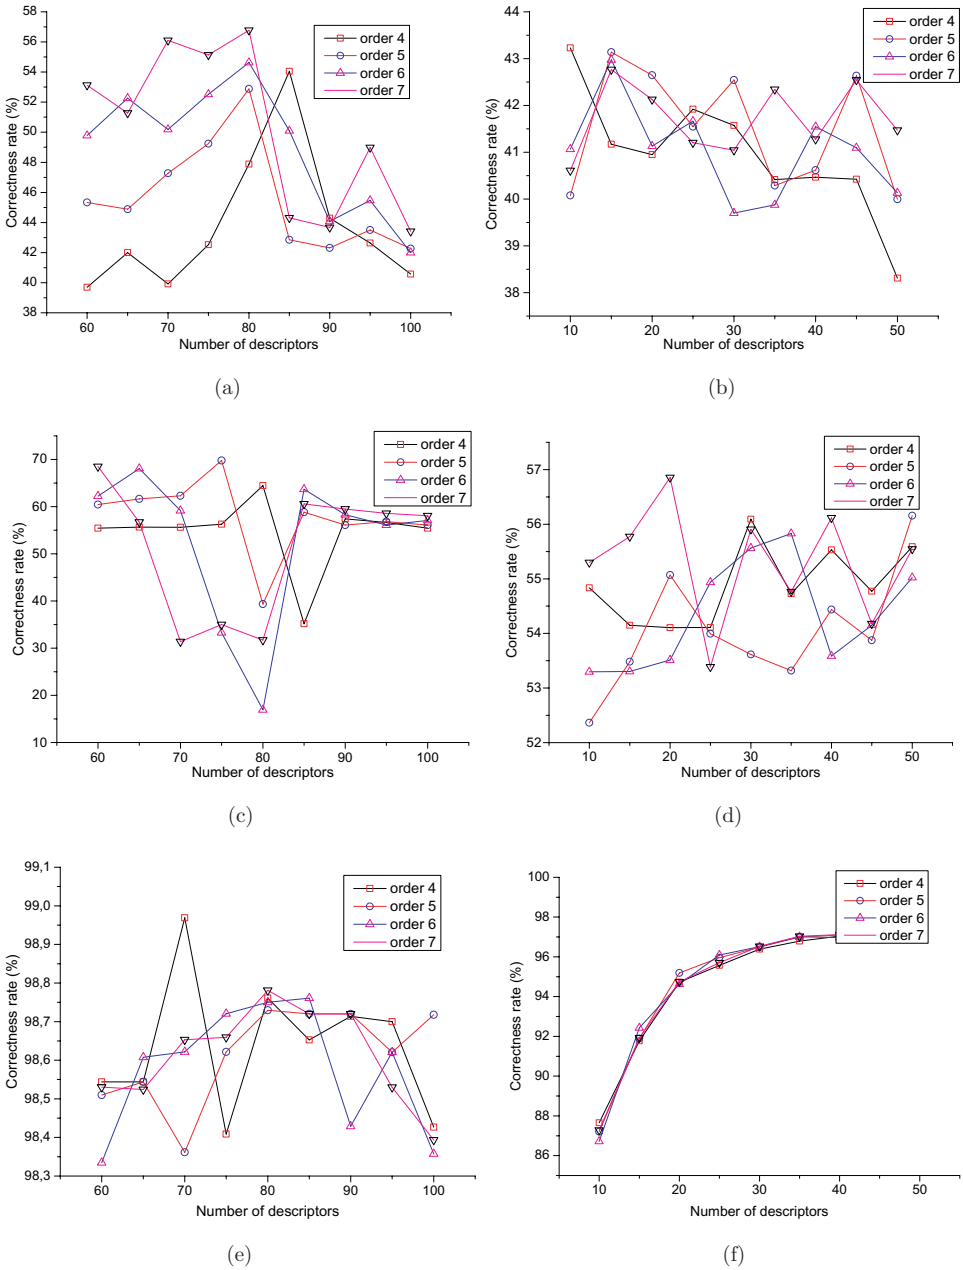 58
56
54
52
50
48
46
44
42
40
38
Correctness rate (%)
60 70 80 90 100
Number of descriptors
order 4
order 5
order 6
order 7
(a)
44
43
42
41
40
39
38
Correctness rate (%)
10 20 30 40 50
Number of descriptors
order 4
order 5
order 6
order 7
(b)
70
60
50
40
30
20
10
Correctness rate (%)
60 70 80 90 100
Number of descriptors
order 4
order 5
order 6
order 7
(c)
57
56
55
54
53
52
Correctness rate (%)
10 20 30 40 50
Number of descriptors
order 4
order 5
order 6
order 7
(d)
99,1
99,0
98,9
98,8
98,7
98,6
98,5
98,4
98,3
Correctness rate (%)
60 70 80 90 100
Number of descriptors
order 4
order 5
order 6
order 7
(e)
100
98
96
94
92
90
88
86
Correctness rate (%)
10 20 30 40 50
Number of descriptors
order 4
order 5
order 6
order 7
(f)